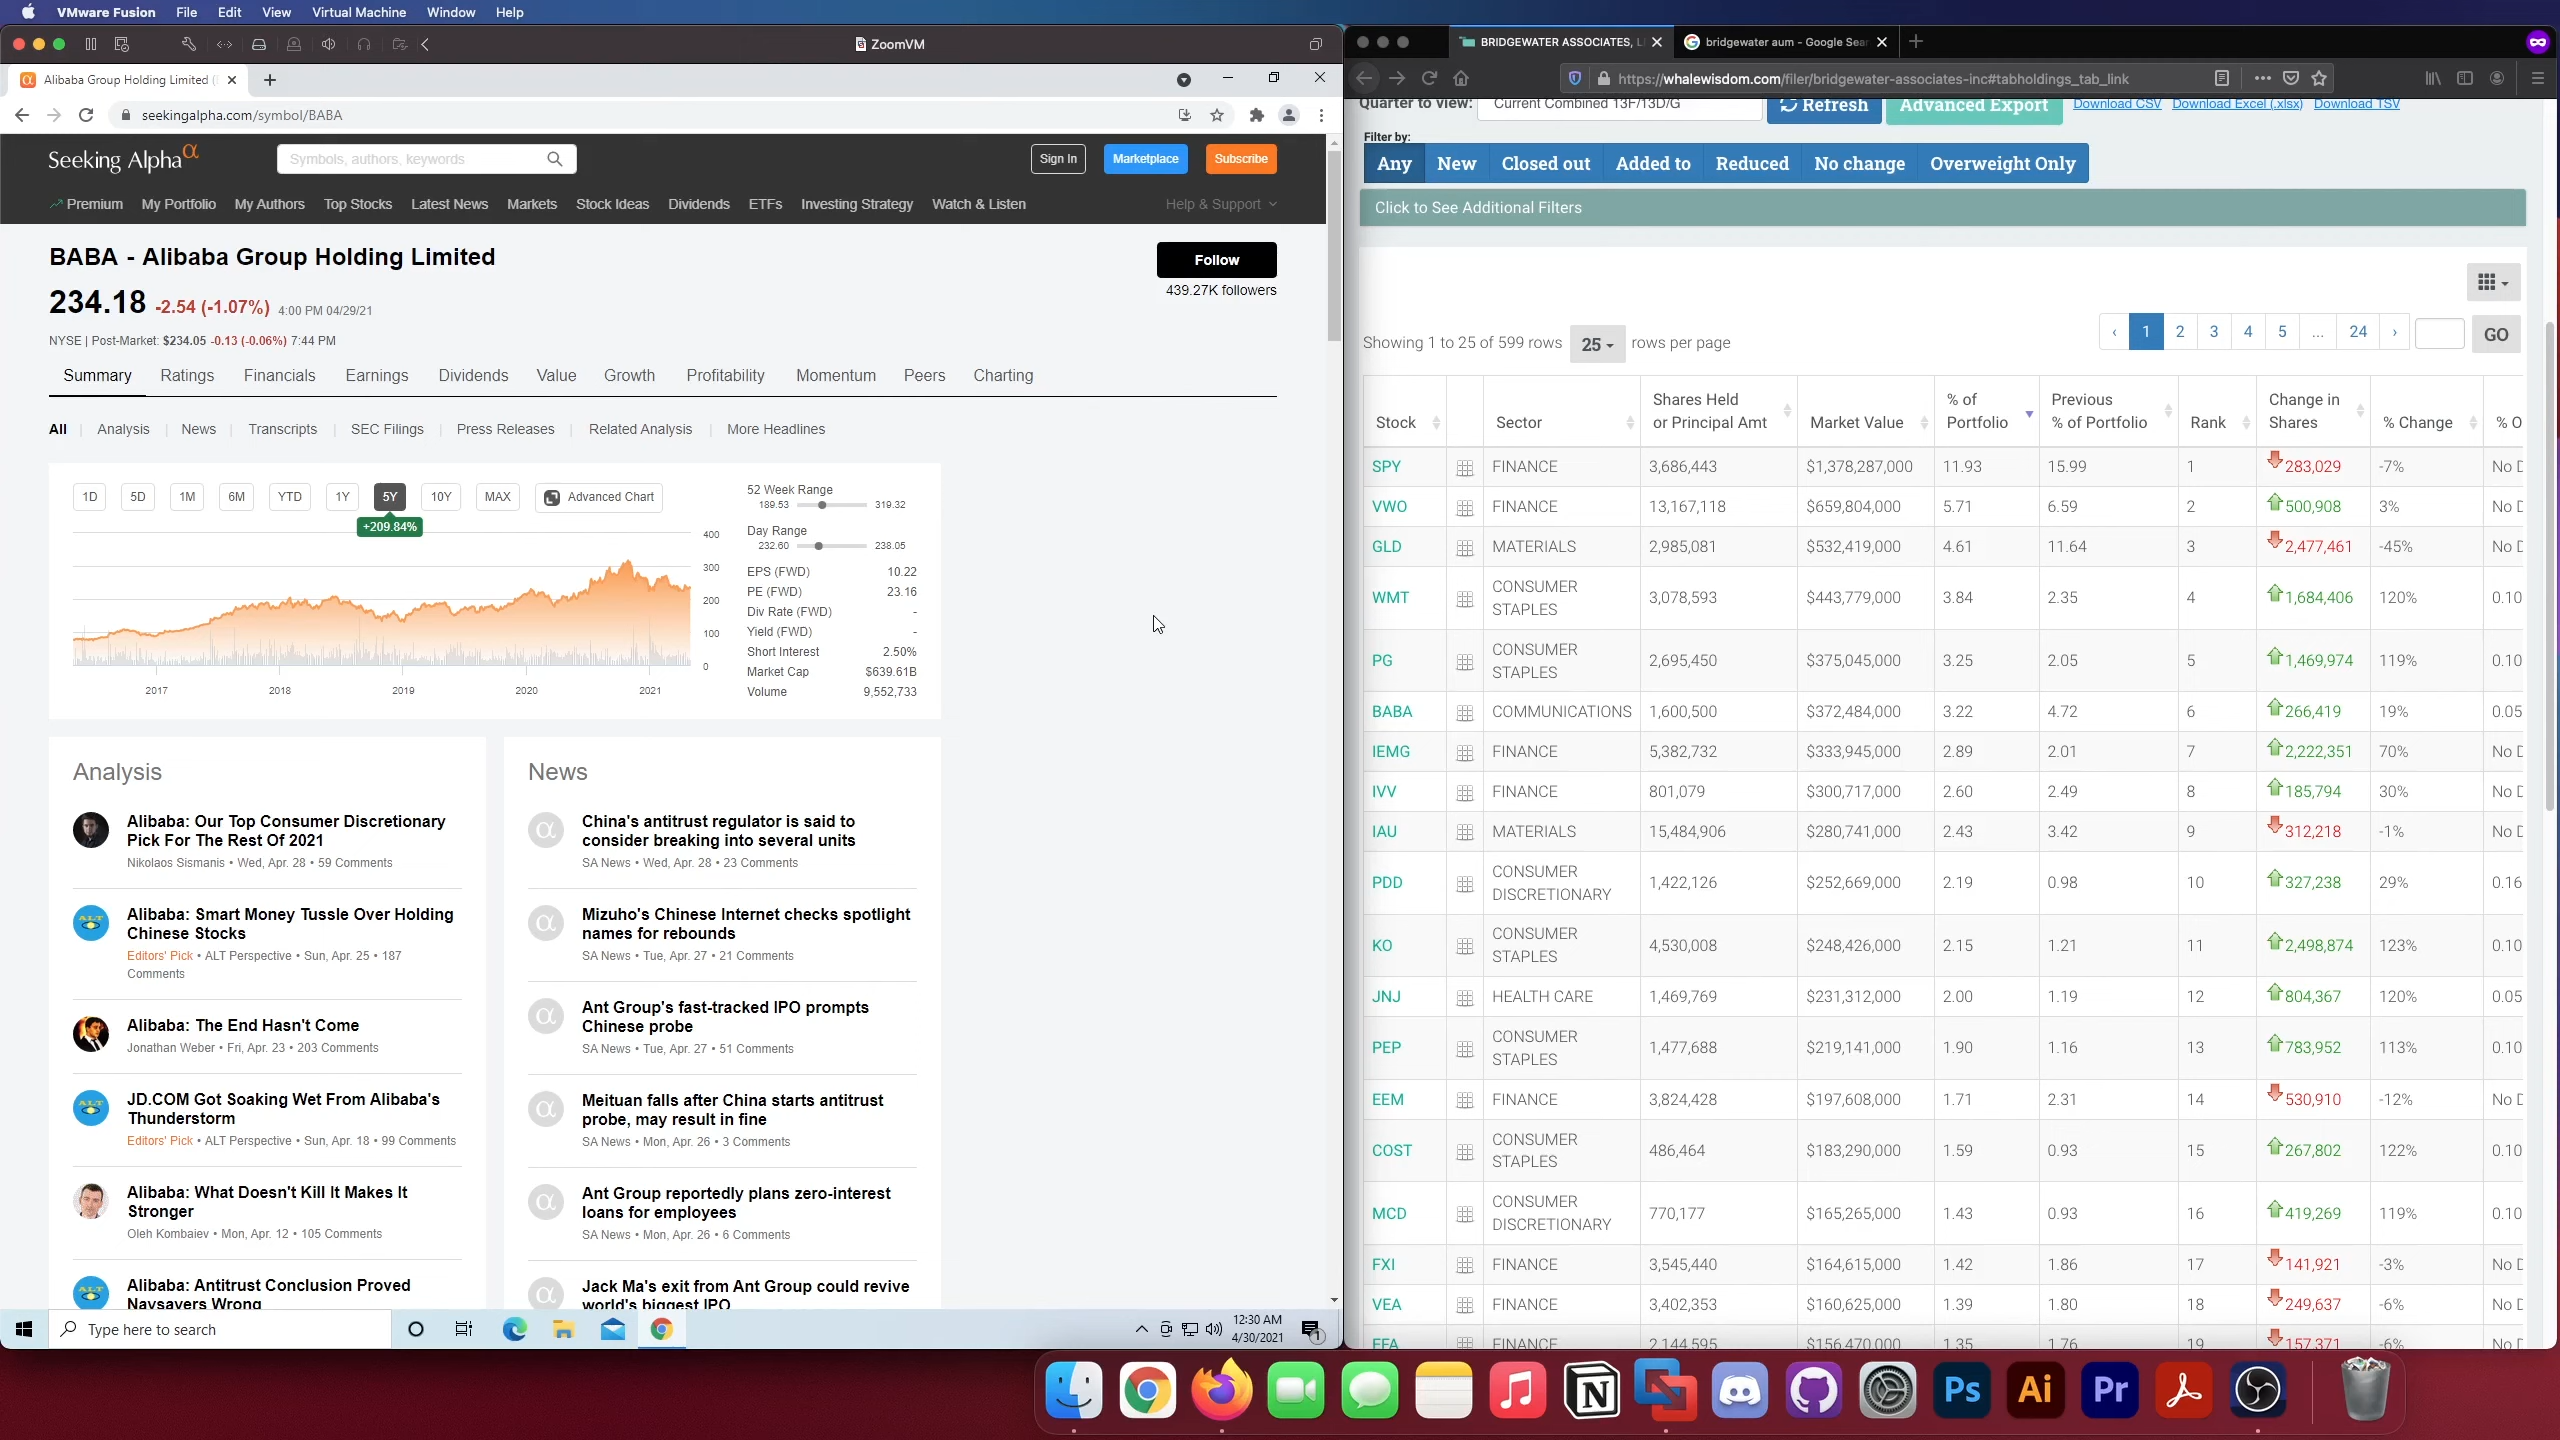 VMware Fusion File Edit View Virtual Machine Window Help
ZoomVM
Alibaba Group Holding Limited (
seekingalpha.com/symbol/BABA
Seeking Alpha α
Symbols, authors, keywords
Sign In
Marketplace
Subscribe
Premium My Portfolio My Authors Top Stocks Latest News Markets Stock Ideas Dividends ETFs Investing Strategy Watch & Listen Help & Support
BABA - Alibaba Group Holding Limited
Follow
439.27K followers
234.18 -2.54 (-1.07%) 4:00 PM 04/29/21
NYSE | Post-Market: $234.05 -0.13 (-0.06%) 7:44 PM
Summary Ratings Financials Earnings Dividends Value Growth Profitability Momentum Peers Charting
All | Analysis | News | Transcripts | SEC Filings | Press Releases | Related Analysis | More Headlines
1D 5D 1M 6M YTD 1Y 5Y 10Y MAX Advanced Chart
+209.84%
400
300
200
100
0
2017 2018 2019 2020 2021
52 Week Range
189.53 319.32
Day Range
232.60 238.05
EPS (FWD) 10.22
PE (FWD) 23.16
Div Rate (FWD) -
Yield (FWD) -
Short Interest 2.50%
Market Cap $639.61B
Volume 9,552,733
Analysis
Alibaba: Our Top Consumer Discretionary
Pick For The Rest Of 2021
Nikolaos Sismanis • Wed, Apr. 28 • 59 Comments
Alibaba: Smart Money Tussle Over Holding
Chinese Stocks
Editors' Pick • ALT Perspective • Sun, Apr. 25 • 187
Comments
Alibaba: The End Hasn't Come
Jonathan Weber • Fri, Apr. 23 • 203 Comments
JD.COM Got Soaking Wet From Alibaba's
Thunderstorm
Editors' Pick • ALT Perspective • Sun, Apr. 18 • 99 Comments
Alibaba: What Doesn't Kill It Makes It
Stronger
Oleh Kombaiev • Mon, Apr. 12 • 105 Comments
Alibaba: Antitrust Conclusion Proved
Naysayers Wrong
News
China's antitrust regulator is said to
consider breaking into several units
SA News • Wed, Apr. 28 • 23 Comments
Mizuho's Chinese Internet checks spotlight
names for rebounds
SA News • Tue, Apr. 27 • 21 Comments
Ant Group's fast-tracked IPO prompts
Chinese probe
SA News • Tue, Apr. 27 • 51 Comments
Meituan falls after China starts antitrust
probe, may result in fine
SA News • Mon, Apr. 26 • 3 Comments
Ant Group reportedly plans zero-interest
loans for employees
SA News • Mon, Apr. 26 • 6 Comments
Jack Ma's exit from Ant Group could revive
world's biggest IPO
Type here to search
12:30 AM
4/30/2021
1
BRIDGEWATER ASSOCIATES, L
bridgewater aum - Google Sear
https://whalewisdom.com/filer/bridgewater-associates-inc#tabholdings_tab_link
Quarter to view: Current Combined 13F/13D/G Refresh Advanced Export Download CSV Download Excel (.xlsx) Download TSV
Filter by:
Any New Closed out Added to Reduced No change Overweight Only
Click to See Additional Filters
Showing 1 to 25 of 599 rows 25 rows per page
‹ 1 2 3 4 5 ... 24 › GO
Stock Sector Shares Held or Principal Amt Market Value % of Portfolio Previous % of Portfolio Rank Change in Shares % Change % O
SPY FINANCE 3,686,443 $1,378,287,000 11.93 15.99 1 283,029 -7% No D
VWO FINANCE 13,167,118 $659,804,000 5.71 6.59 2 500,908 3% No D
GLD MATERIALS 2,985,081 $532,419,000 4.61 11.64 3 2,477,461 -45% No D
WMT CONSUMER STAPLES 3,078,593 $443,779,000 3.84 2.35 4 1,684,406 120% 0.10
PG CONSUMER STAPLES 2,695,450 $375,045,000 3.25 2.05 5 1,469,974 119% 0.10
BABA COMMUNICATIONS 1,600,500 $372,484,000 3.22 4.72 6 266,419 19% 0.05
IEMG FINANCE 5,382,732 $333,945,000 2.89 2.01 7 2,222,351 70% No D
IVV FINANCE 801,079 $300,717,000 2.60 2.49 8 185,794 30% No D
IAU MATERIALS 15,484,906 $280,741,000 2.43 3.42 9 312,218 -1% No D
PDD CONSUMER DISCRETIONARY 1,422,126 $252,669,000 2.19 0.98 10 327,238 29% 0.16
KO CONSUMER STAPLES 4,530,008 $248,426,000 2.15 1.21 11 2,498,874 123% 0.10
JNJ HEALTH CARE 1,469,769 $231,312,000 2.00 1.19 12 804,367 120% 0.05
PEP CONSUMER STAPLES 1,477,688 $219,141,000 1.90 1.16 13 783,952 113% 0.10
EEM FINANCE 3,824,428 $197,608,000 1.71 2.31 14 530,910 -12% No D
COST CONSUMER STAPLES 486,464 $183,290,000 1.59 0.93 15 267,802 122% 0.10
MCD CONSUMER DISCRETIONARY 770,177 $165,265,000 1.43 0.93 16 419,269 119% 0.10
FXI FINANCE 3,545,440 $164,615,000 1.42 1.86 17 141,921 -3% No D
VEA FINANCE 3,402,353 $160,625,000 1.39 1.80 18 249,637 -6% No D
EFA FINANCE 2,144,595 $156,470,000 1.35 1.76 19 157,371 -6% No D
Ps Ai Pr